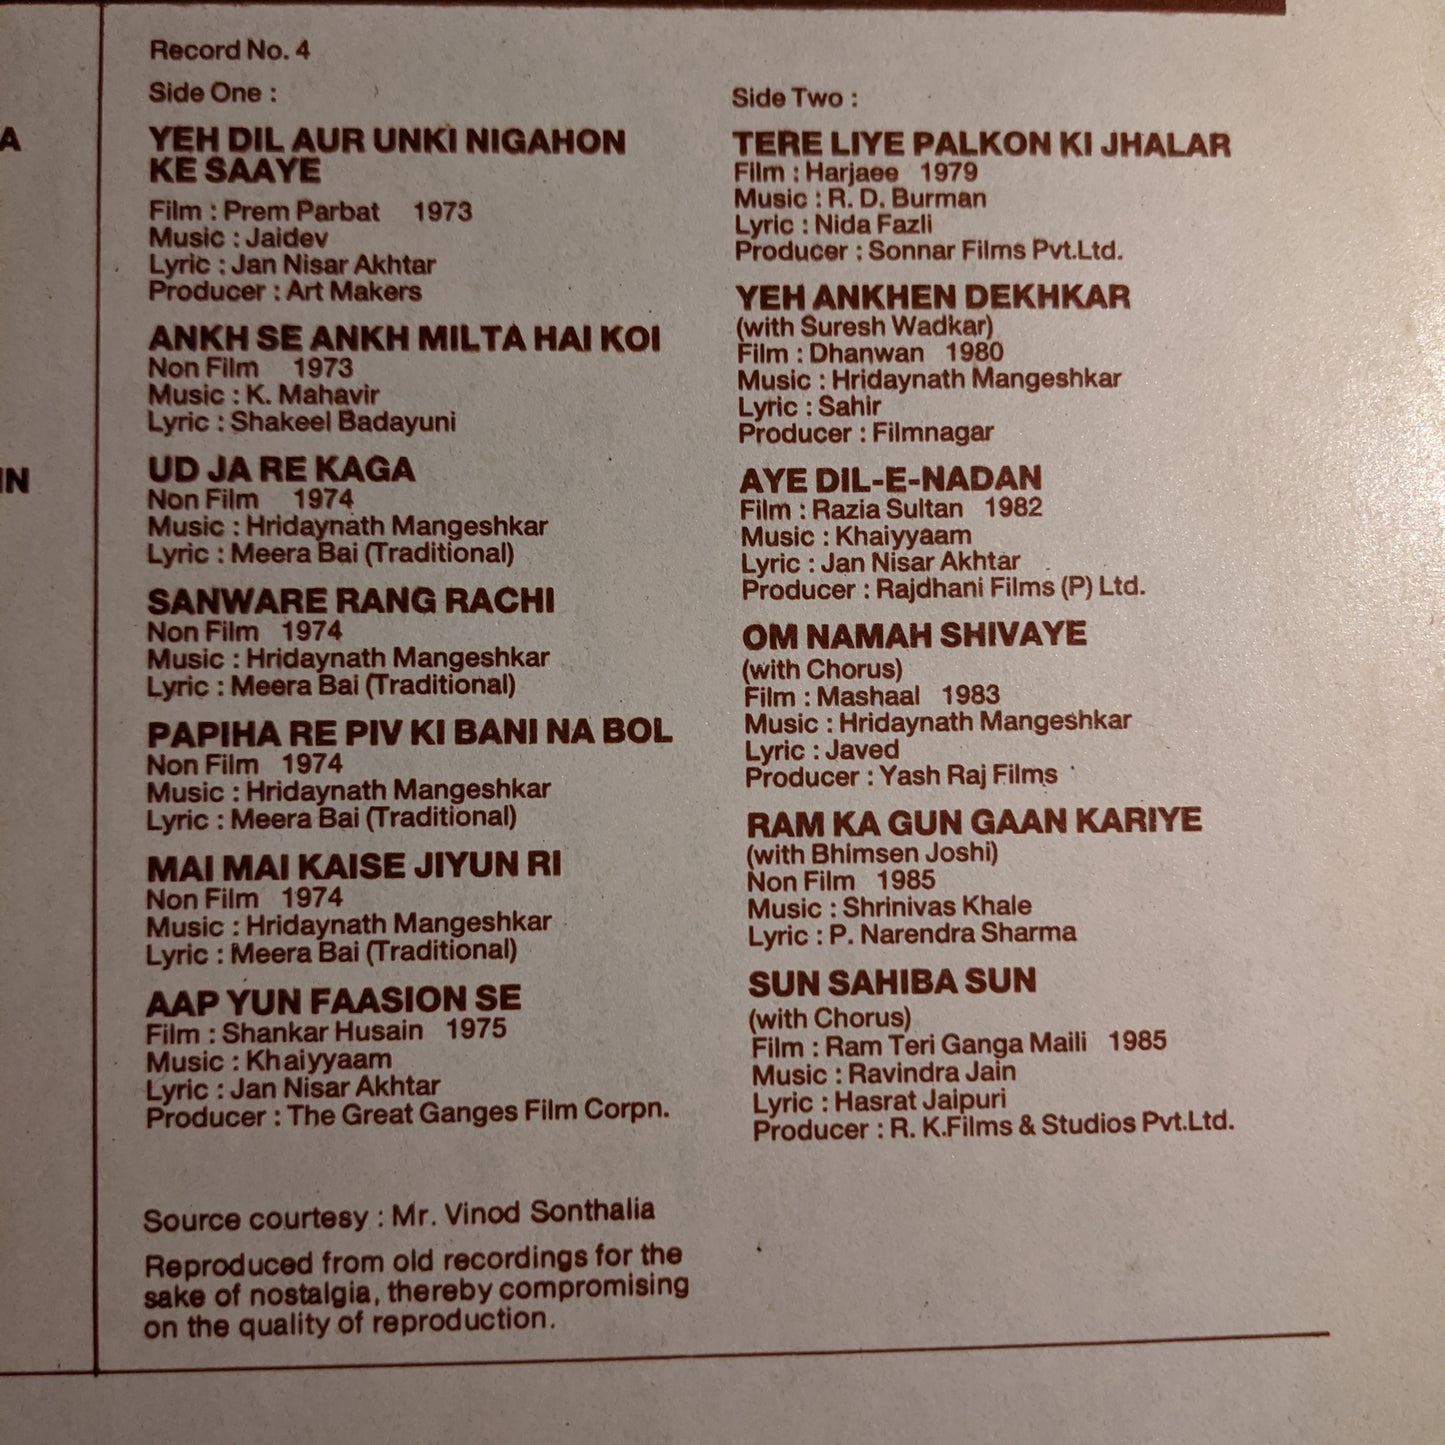 A
IN
Record No. 4
Side One :
YEH DIL AUR UNKI NIGAHON
KE SAAYE
Film : Prem Parbat 1973
Music : Jaidev
Lyric : Jan Nisar Akhtar
Producer : Art Makers
ANKH SE ANKH MILTA HAI KOI
Non Film 1973
Music : K. Mahavir
Lyric : Shakeel Badayuni
UD JA RE KAGA
Non Film 1974
Music : Hridaynath Mangeshkar
Lyric : Meera Bai (Traditional)
SANWARE RANG RACHI
Non Film 1974
Music : Hridaynath Mangeshkar
Lyric : Meera Bai (Traditional)
PAPIHA RE PIV KI BANI NA BOL
Non Film 1974
Music : Hridaynath Mangeshkar
Lyric : Meera Bai (Traditional)
MAI MAI KAISE JIYUN RI
Non Film 1974
Music : Hridaynath Mangeshkar
Lyric : Meera Bai (Traditional)
AAP YUN FAASION SE
Film : Shankar Husain 1975
Music : Khaiyyaam
Lyric : Jan Nisar Akhtar
Producer : The Great Ganges Film Corpn.
Source courtesy : Mr. Vinod Sonthalia
Reproduced from old recordings for the
sake of nostalgia, thereby compromising
on the quality of reproduction.
Side Two :
TERE LIYE PALKON KI JHALAR
Film : Harjaee 1979
Music : R. D. Burman
Lyric : Nida Fazli
Producer : Sonnar Films Pvt.Ltd.
YEH ANKHEN DEKHKAR
(with Suresh Wadkar)
Film : Dhanwan 1980
Music : Hridaynath Mangeshkar
Lyric : Sahir
Producer : Filmnagar
AYE DIL-E-NADAN
Film : Razia Sultan 1982
Music : Khaiyyaam
Lyric : Jan Nisar Akhtar
Producer : Rajdhani Films (P) Ltd.
OM NAMAH SHIVAYE
(with Chorus)
Film : Mashaal 1983
Music : Hridaynath Mangeshkar
Lyric : Javed
Producer : Yash Raj Films
RAM KA GUN GAAN KARIYE
(with Bhimsen Joshi)
Non Film 1985
Music : Shrinivas Khale
Lyric : P. Narendra Sharma
SUN SAHIBA SUN
(with Chorus)
Film : Ram Teri Ganga Maili 1985
Music : Ravindra Jain
Lyric : Hasrat Jaipuri
Producer : R. K.Films & Studios Pvt.Ltd.